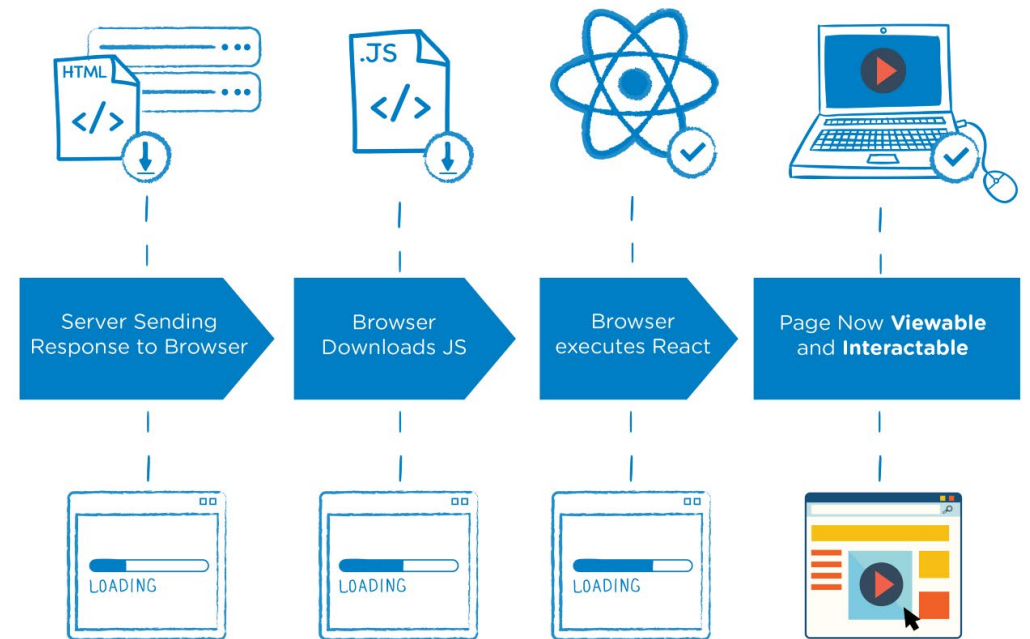 HTML
</>
.JS
</>
Server Sending
Response to Browser
Browser
Downloads JS
Browser
executes React
Page Now Viewable
and Interactable
LOADING
LOADING
LOADING